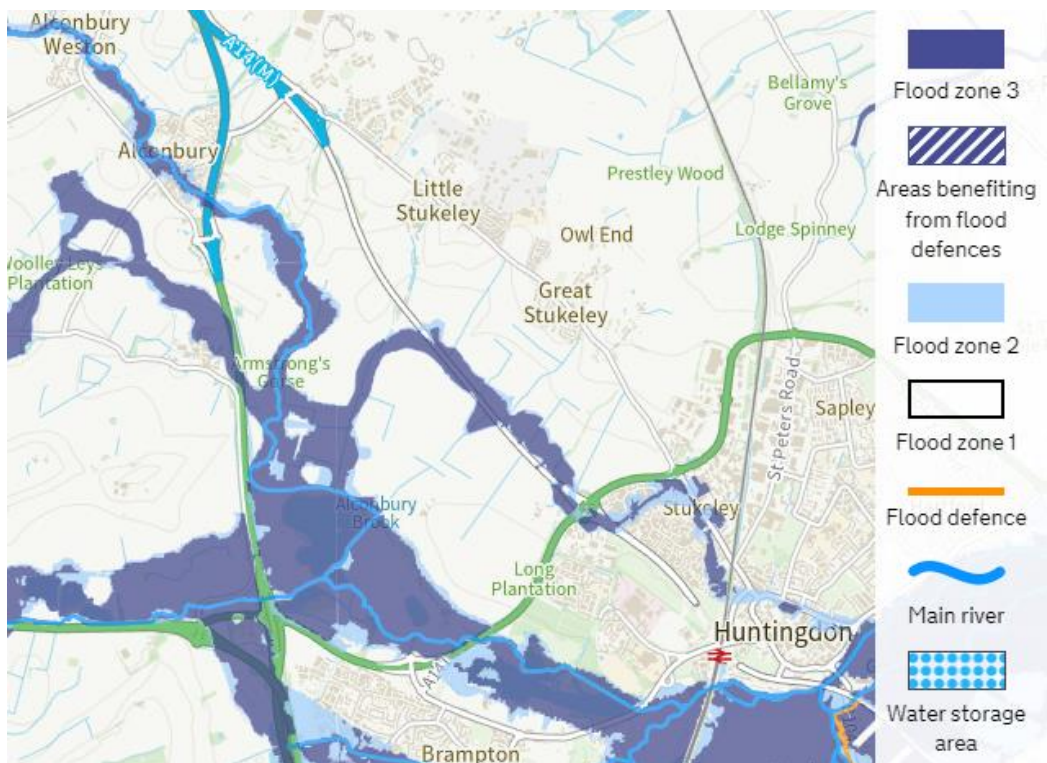 Alconbury
Weston
A14(M)
Bellamy's
Grove
Alconbury
Prestley Wood
Little
Stukeley
Owl End
Lodge Spinney
Woolley Leys
Plantation
Great
Stukeley
Armstrong's
Gorse
St Peters Road
Sapley
Alconbury
Brook
Stukeley
Long
Plantation
Huntingdon
A14
Brampton
Flood zone 3
Areas benefiting
from flood
defences
Flood zone 2
Flood zone 1
Flood defence
Main river
Water storage
area